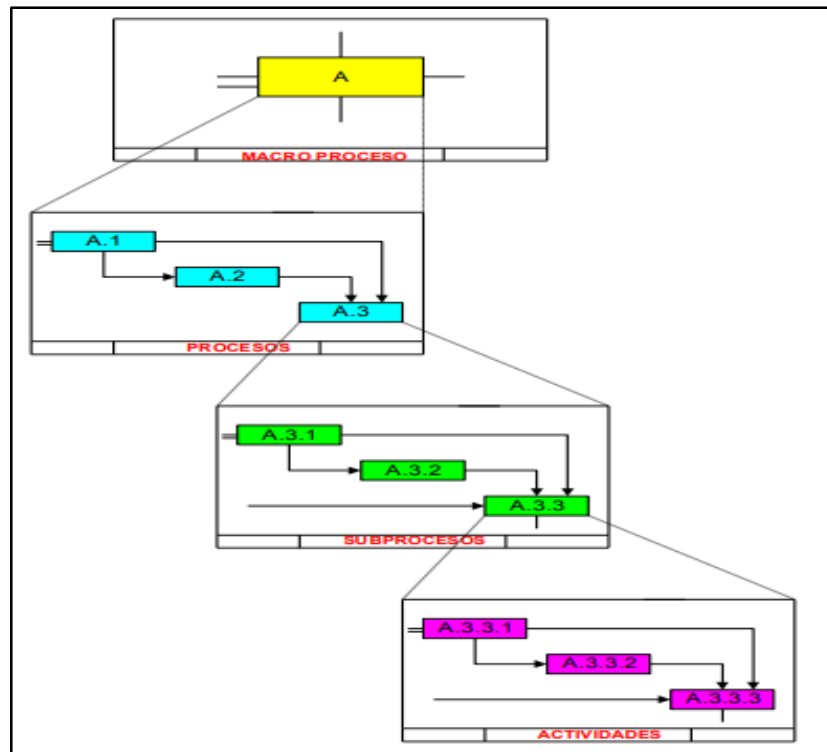 A
MACRO PROCESO
A.1
A.2
A.3
PROCESOS
A.3.1
A.3.2
A.3.3
SUBPROCESOS
A.3.3.1
A.3.3.2
A.3.3.3
ACTIVIDADES